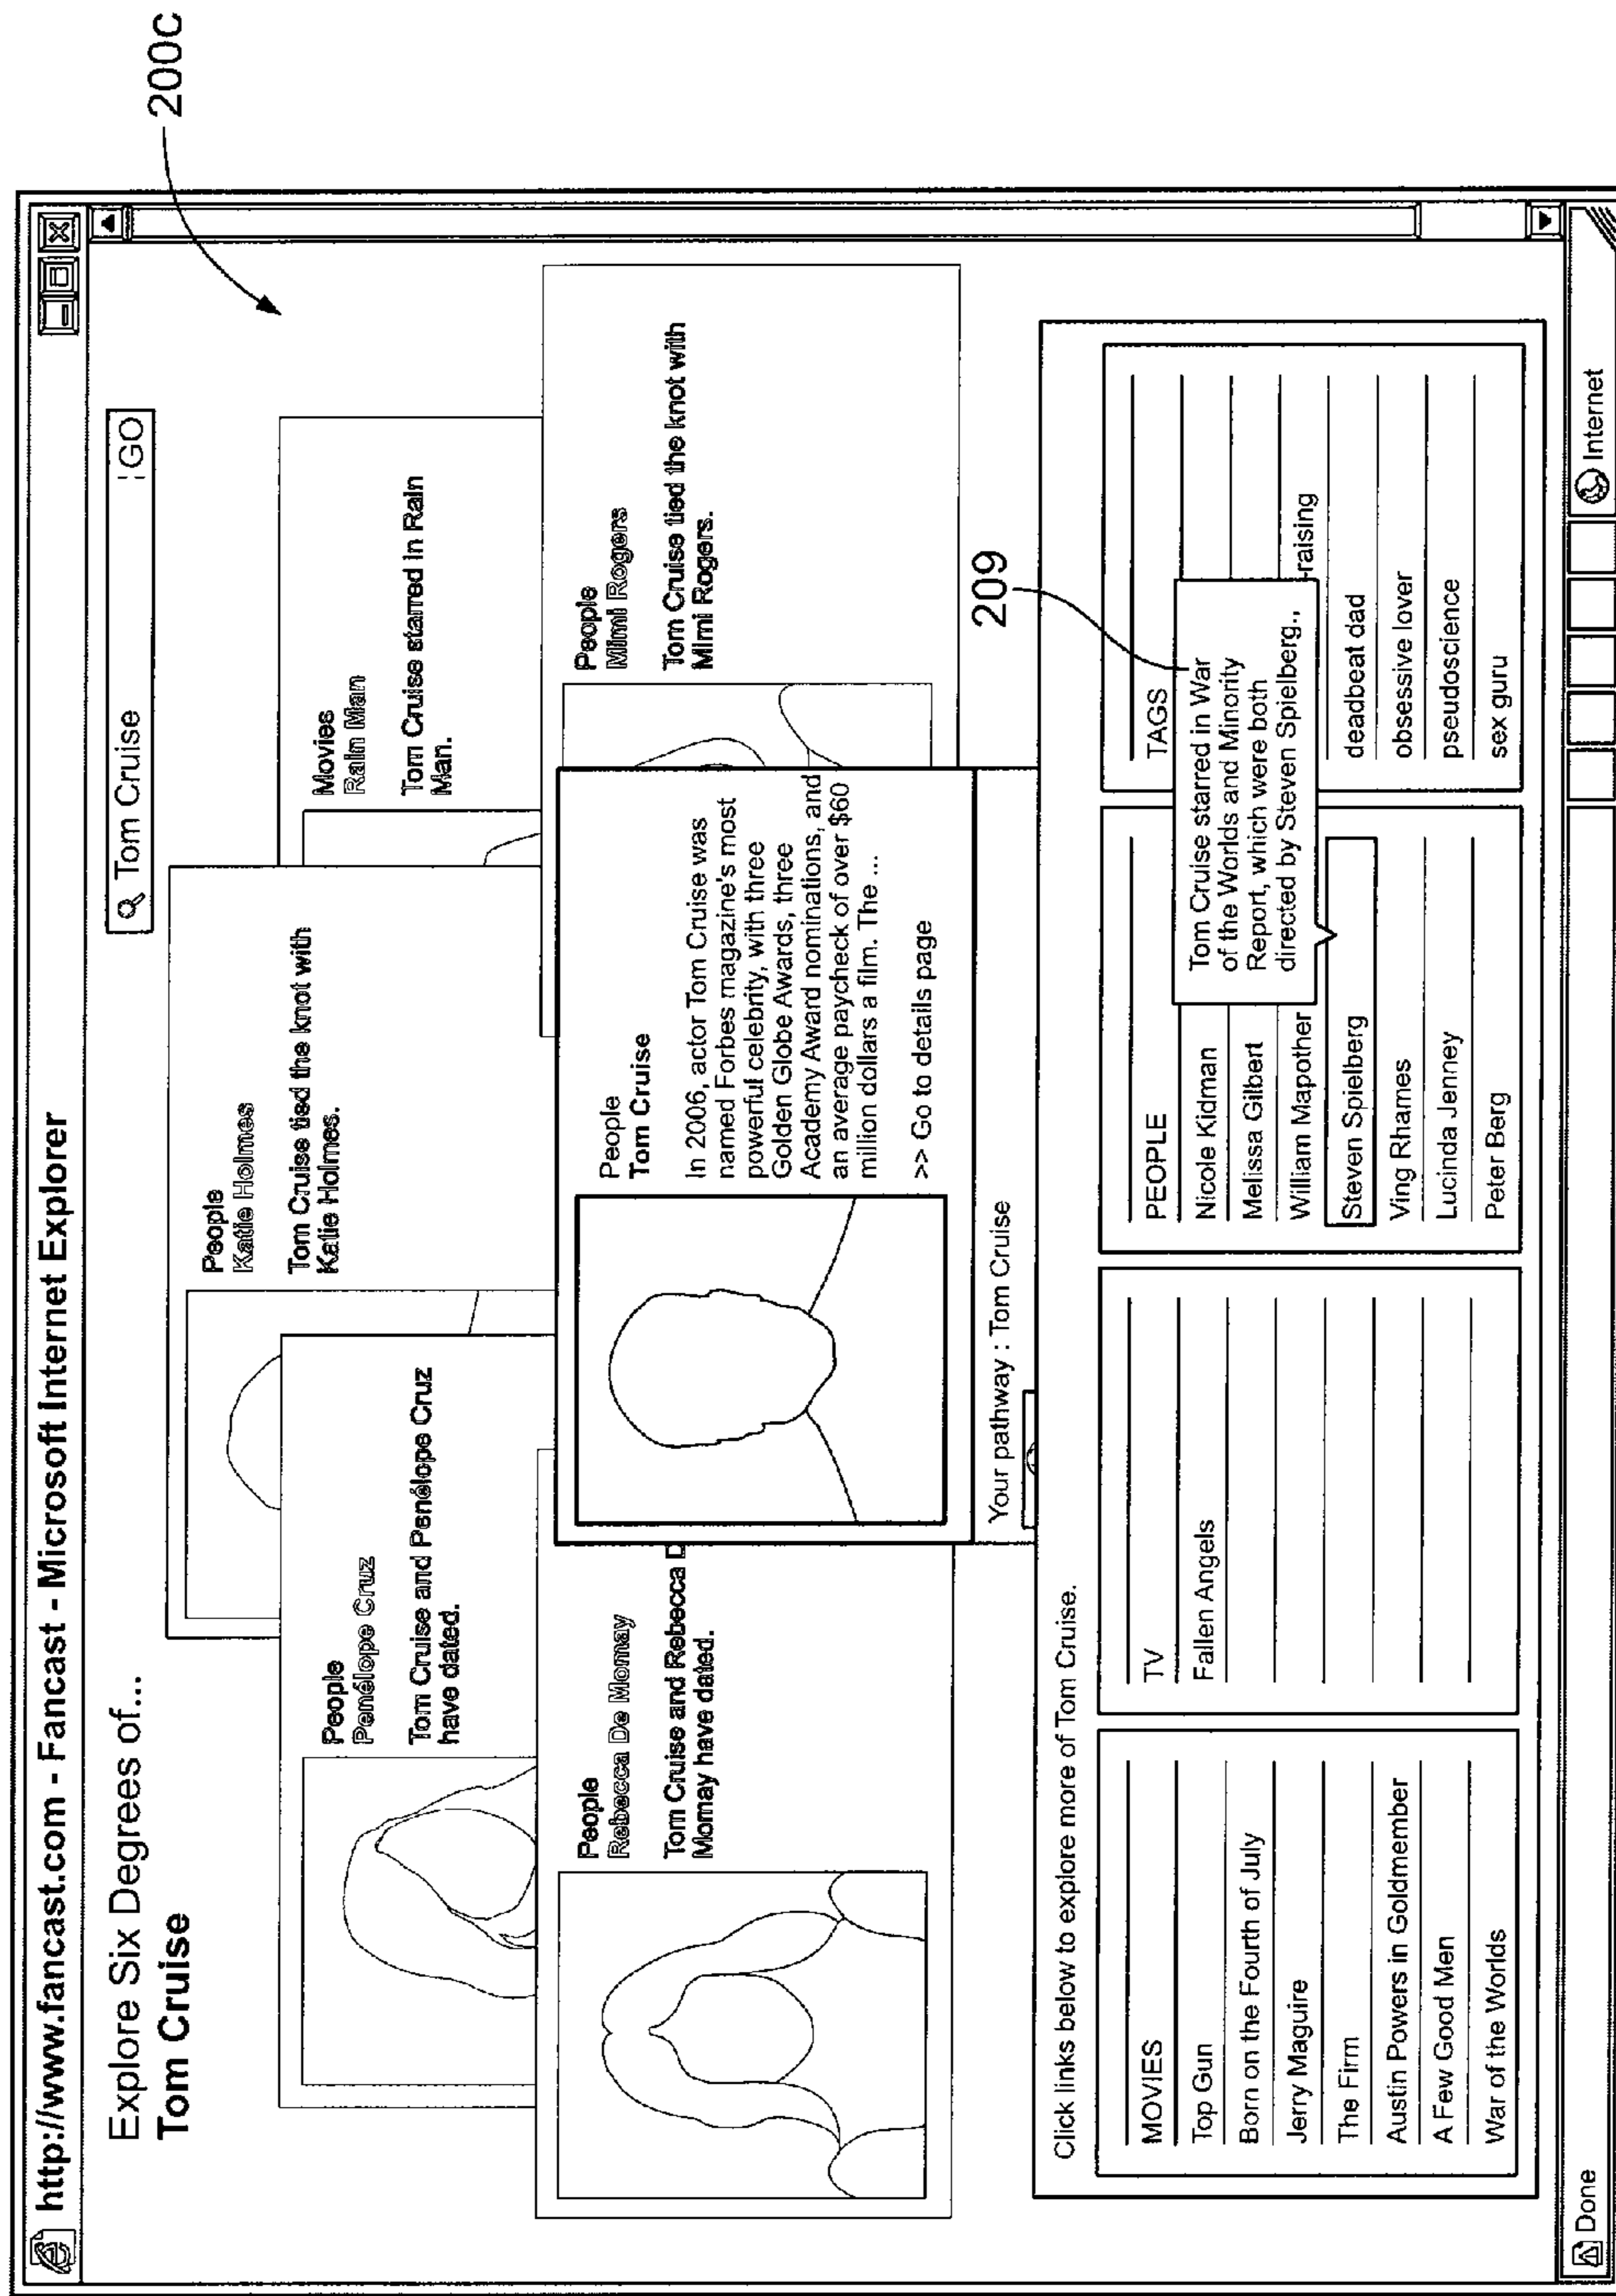 http://www.fancast.com - Fancast - Microsoft Internet Explorer
200c
Explore Six Degrees of...
Tom Cruise
Tom Cruise
GO
People
Katie Holmes
Tom Cruise tied the knot with
Katie Holmes.
People
Penélope Cruz
Tom Cruise and Penélope Cruz
have dated.
Movies
Rain Man
Tom Cruise starred in Rain
Man.
People
Rebecca De Mornay
Tom Cruise and Rebecca D
Mornay have dated.
People
Tom Cruise
In 2006, actor Tom Cruise was
named Forbes magazine's most
powerful celebrity, with three
Golden Globe Awards, three
Academy Award nominations, and
an average paycheck of over $60
million dollars a film. The ...
>> Go to details page
People
Mimi Rogers
Tom Cruise tied the knot with
Mimi Rogers.
Your pathway : Tom Cruise
209
Click links below to explore more of Tom Cruise.
MOVIES
Top Gun
Born on the Fourth of July
Jerry Maguire
The Firm
Austin Powers in Goldmember
A Few Good Men
War of the Worlds
TV
Fallen Angels
PEOPLE
Nicole Kidman
Melissa Gilbert
William Mapother
Steven Spielberg
Ving Rhames
Lucinda Jenney
Peter Berg
Tom Cruise starred in War
of the Worlds and Minority
Report, which were both
directed by Steven Spielberg.,
TAGS
-raising
deadbeat dad
obsessive lover
pseudoscience
sex guru
Done
Internet